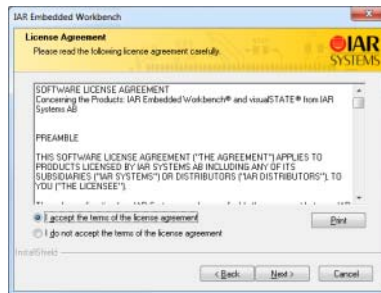 IAR Embedded Workbench
License Agreement
Please read the following license agreement carefully.
IAR
SYSTEMS
SOFTWARE LICENSE AGREEMENT
Concerning the Products: IAR Embedded Workbench® and visualSTATE® from IAR
Systems AB
PREAMBLE
THIS SOFTWARE LICENSE AGREEMENT ("THE AGREEMENT") APPLIES TO
PRODUCTS LICENSED BY IAR SYSTEMS AB INCLUDING ANY OF ITS
SUBSIDIARIES ("IAR SYSTEMS") OR DISTRIBUTORS ("IAR DISTRIBUTORS"), TO
YOU ("THE LICENSEE").
I accept the terms of the license agreement
Print
I do not accept the terms of the license agreement
InstallShield
< Back
Next >
Cancel